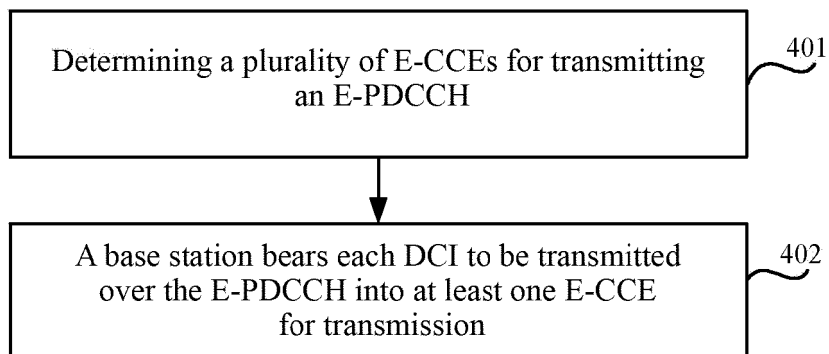 Determining a plurality of E-CCEs for transmitting
an E-PDCCH
401
A base station bears each DCI to be transmitted
over the E-PDCCH into at least one E-CCE
for transmission
402